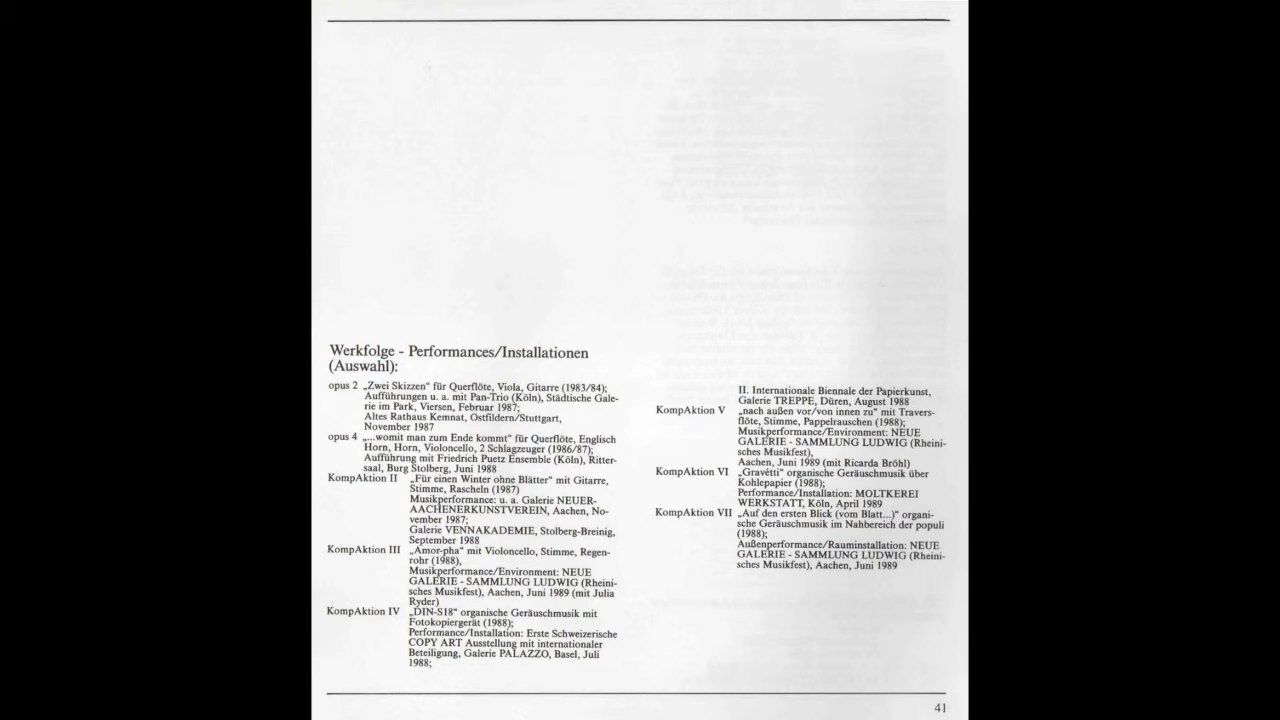 Werkfolge - Performances/Installationen
(Auswahl):
opus 2 „Zwei Skizzen“ für Querflöte, Viola, Gitarre (1983/84);
Aufführungen u. a. mit Pan-Trio (Köln), Städtische Gale-
rie im Park, Viersen, Februar 1987;
Altes Rathaus Kemnat, Ostfildern/Stuttgart,
November 1987
opus 4 „...womit man zum Ende kommt“ für Querflöte, Englisch
Horn, Horn, Violoncello, 2 Schlagzeuger (1986/87);
Aufführung mit Friedrich Puetz Ensemble (Köln), Ritter-
saal, Burg Stolberg, Juni 1988
KompAktion II „Für einen Winter ohne Blätter“ mit Gitarre,
Stimme, Rascheln (1987)
Musikperformance: u. a. Galerie NEUER-
AACHENERKUNSTVEREIN, Aachen, No-
vember 1987;
Galerie VENNAKADEMIE, Stolberg-Breinig,
September 1988
KompAktion III „Amor-pha“ mit Violoncello, Stimme, Regen-
rohr (1988),
Musikperformance/Environment: NEUE
GALERIE - SAMMLUNG LUDWIG (Rheini-
sches Musikfest), Aachen, Juni 1989 (mit Julia
Ryder)
KompAktion IV „DIN-S18“ organische Geräuschmusik mit
Fotokopiergerät (1988);
Performance/Installation: Erste Schweizerische
COPY ART Ausstellung mit internationaler
Beteiligung, Galerie PALAZZO, Basel, Juli
1988;
II. Internationale Biennale der Papierkunst,
Galerie TREPPE, Düren, August 1988
KompAktion V „nach außen vor/von innen zu“ mit Travers-
flöte, Stimme, Pappelrauschen (1988);
Musikperformance/Environment: NEUE
GALERIE - SAMMLUNG LUDWIG (Rheini-
sches Musikfest),
Aachen, Juni 1989 (mit Ricarda Bröhl)
KompAktion VI „Gravétti“ organische Geräuschmusik über
Kohlepapier (1988);
Performance/Installation: MOLTKEREI
WERKSTATT, Köln, April 1989
KompAktion VII „Auf den ersten Blick (vom Blatt...)“ organi-
sche Geräuschmusik im Nahbereich der populi
(1988);
Außenperformance/Rauminstallation: NEUE
GALERIE - SAMMLUNG LUDWIG (Rheini-
sches Musikfest), Aachen, Juni 1989
41